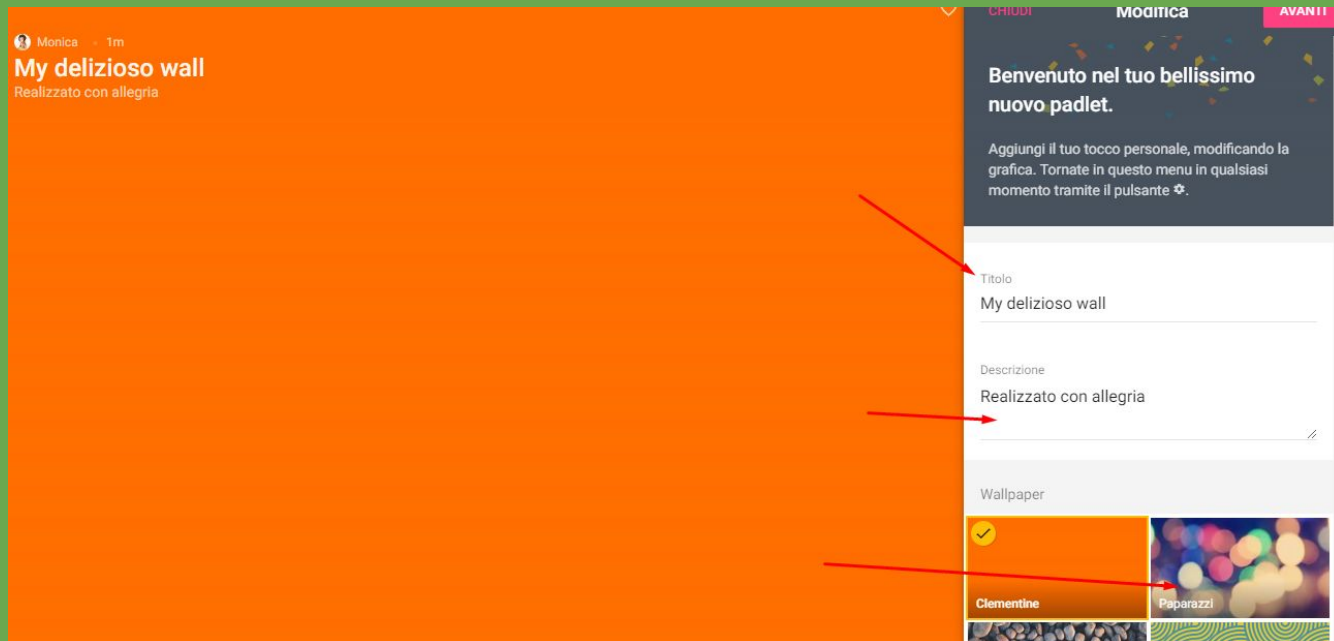 Monica · 1m
My delizioso wall
Realizzato con allegria
CHIUDI
Modifica
AVANTI
Benvenuto nel tuo bellissimo
nuovo padlet.
Aggiungi il tuo tocco personale, modificando la
grafica. Tornate in questo menu in qualsiasi
momento tramite il pulsante ⚙.
Titolo
My delizioso wall
Descrizione
Realizzato con allegria
Wallpaper
Clementine
Paparazzi